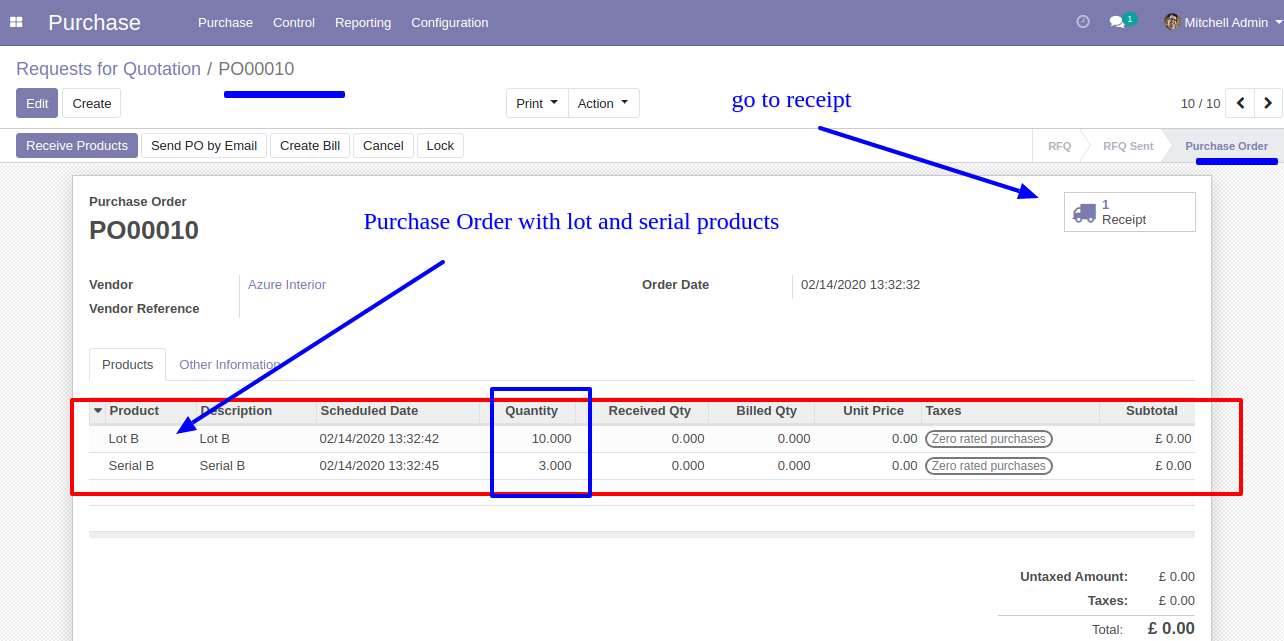 Purchase Purchase Control Reporting Configuration 1 Mitchell Admin
Requests for Quotation / PO00010
go to receipt
Edit Create Print Action 10 / 10
Receive Products Send PO by Email Create Bill Cancel Lock RFQ RFQ Sent Purchase Order
Purchase Order
1
Receipt
PO00010
Purchase Order with lot and serial products
Vendor Azure Interior Order Date 02/14/2020 13:32:32
Vendor Reference
Products Other Information
Product Description Scheduled Date Quantity Received Qty Billed Qty Unit Price Taxes Subtotal
Lot B Lot B 02/14/2020 13:32:42 10.000 0.000 0.000 0.00 Zero rated purchases £ 0.00
Serial B Serial B 02/14/2020 13:32:45 3.000 0.000 0.000 0.00 Zero rated purchases £ 0.00
Untaxed Amount: £ 0.00
Taxes: £ 0.00
Total: £ 0.00